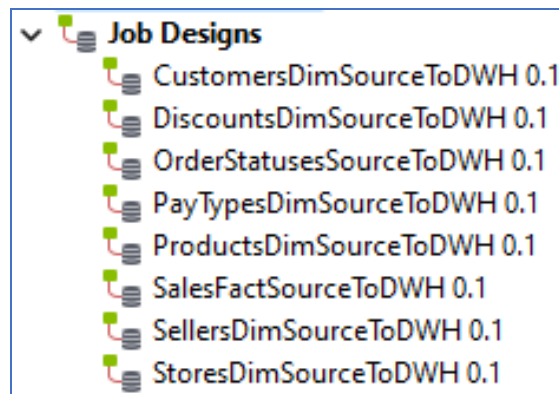 Job Designs
CustomersDimSourceToDWH 0.1
DiscountsDimSourceToDWH 0.1
OrderStatusesSourceToDWH 0.1
PayTypesDimSourceToDWH 0.1
ProductsDimSourceToDWH 0.1
SalesFactSourceToDWH 0.1
SellersDimSourceToDWH 0.1
StoresDimSourceToDWH 0.1